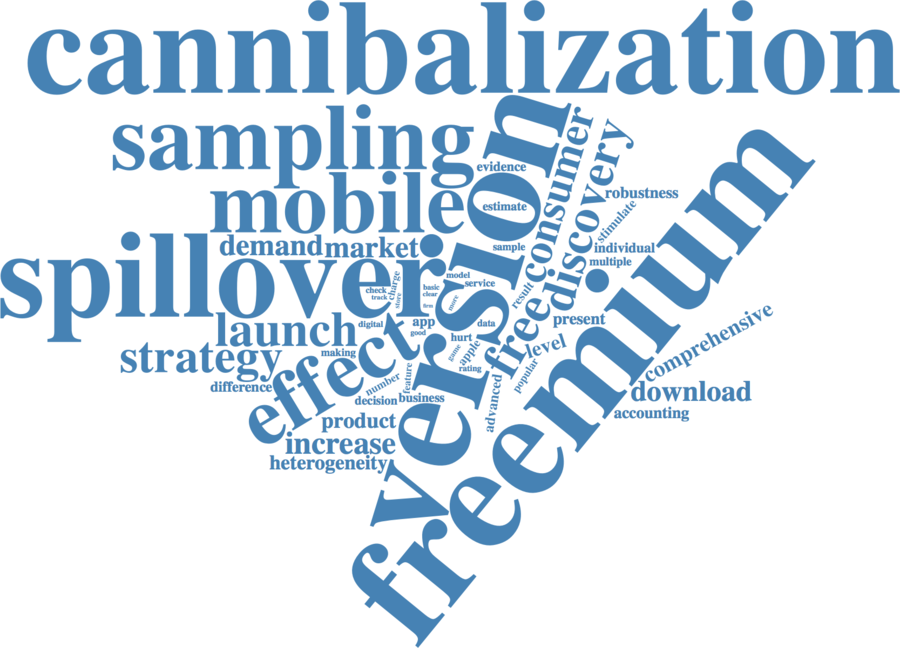 cannibalization
sampling
version
consumer
discovery
freemium
evidence
mobile
estimate
robustness
stimulate
demand
market
sample
individual
multiple
spillover
charge
check
track
store
basic
clear
firm
model
service
more
result
free
present
launch
digital
app
good
data
hurt
apple
game
rating
level
popular
comprehensive
strategy
making
effect
feature
number
difference
decision
business
advanced
download
accounting
product
increase
heterogeneity